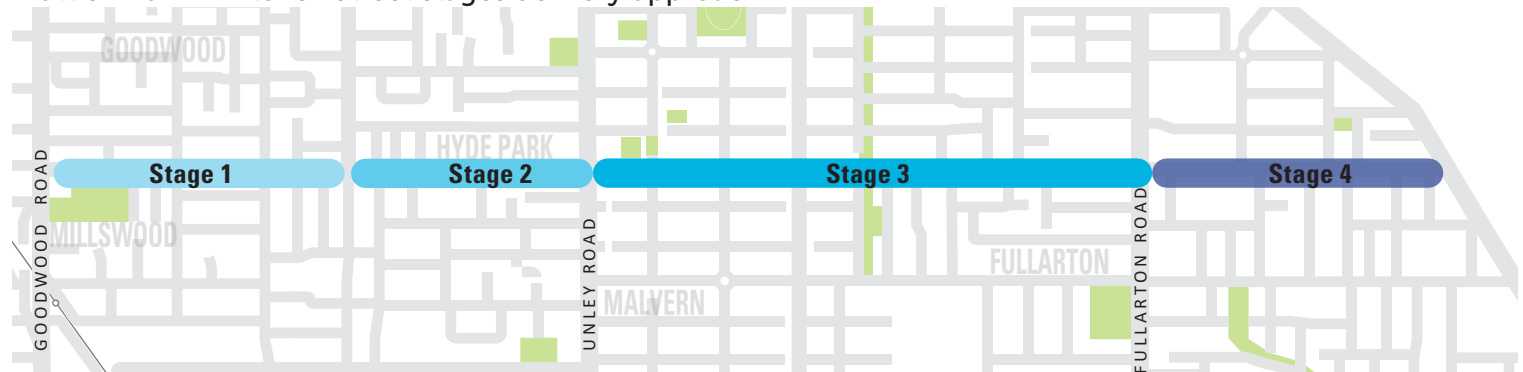 GOODWOOD
HYDE PARK
Stage 1
Stage 2
Stage 3
Stage 4
GOODWOOD ROAD
MILLSWOOD
UNLEY ROAD
MALVERN
FULLARTON
FULLARTON ROAD